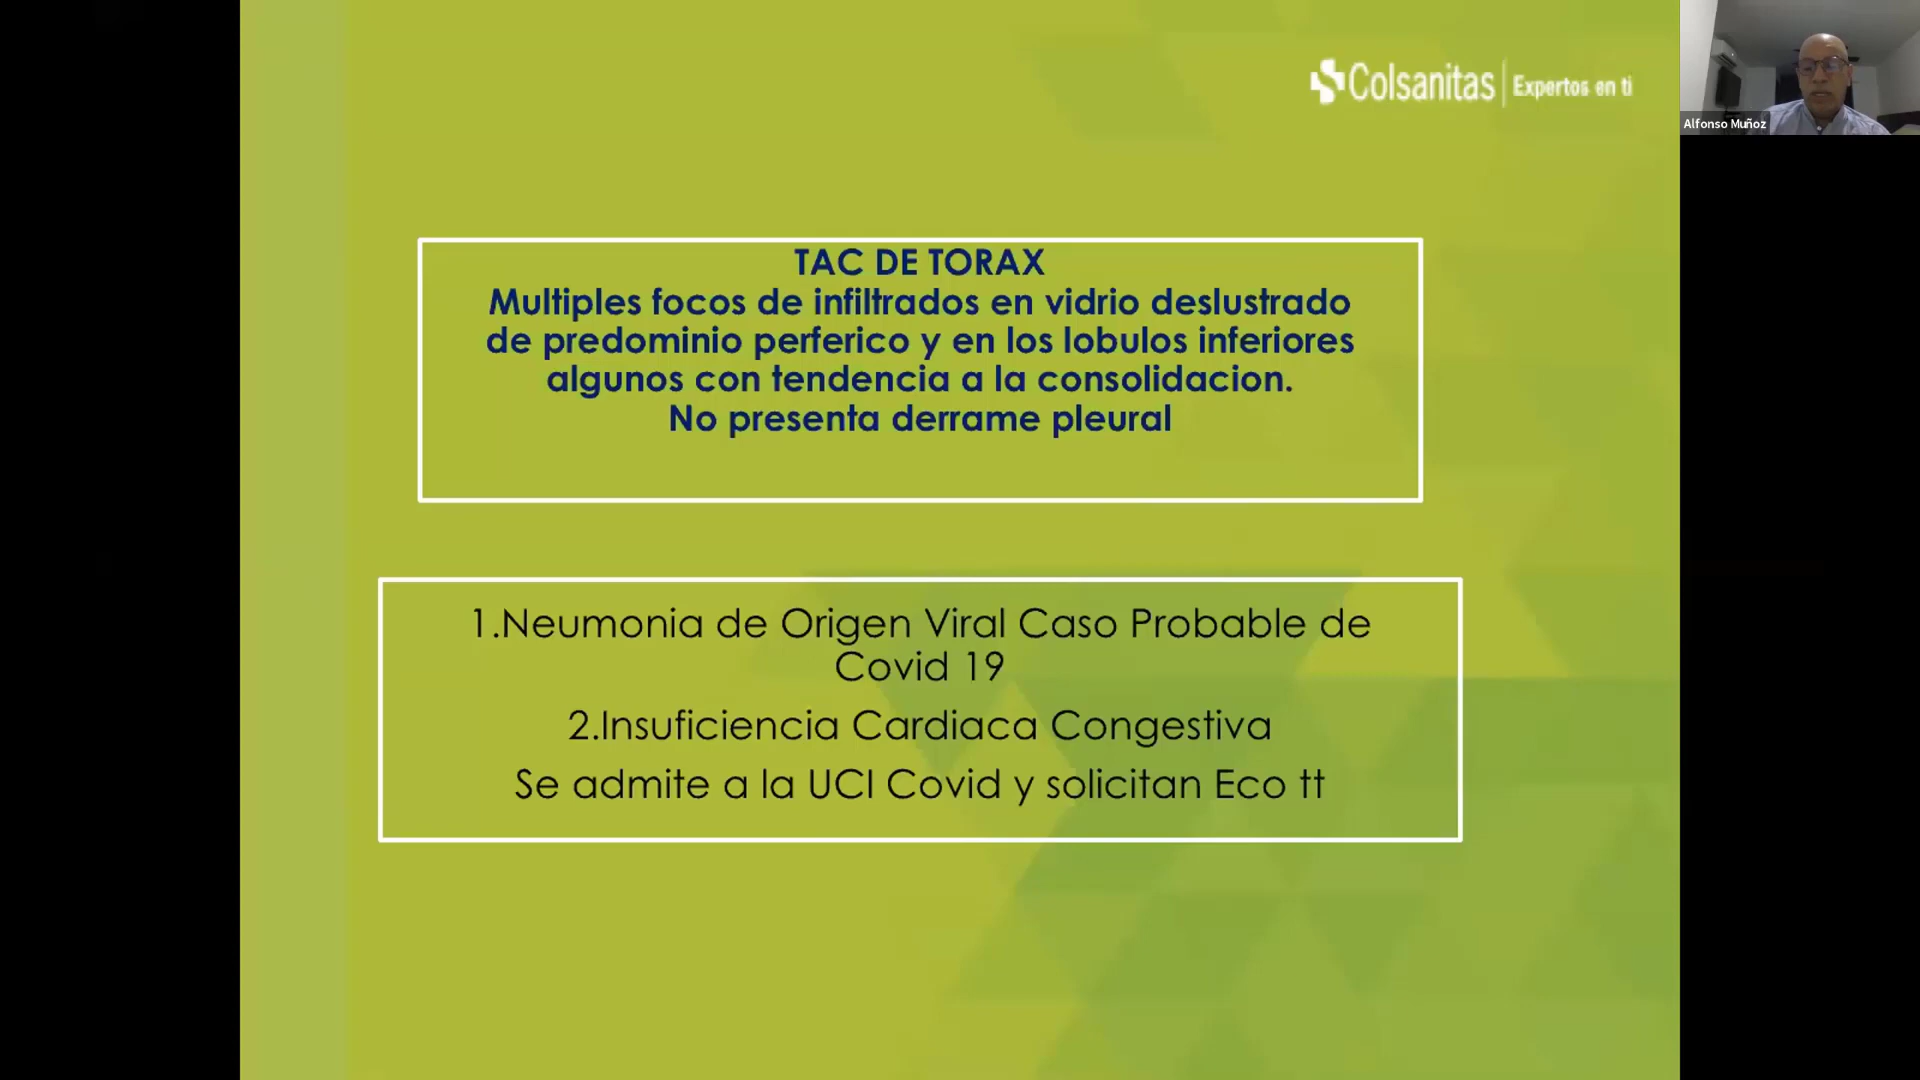 Colsanitas | Expertos en ti
Alfonso Muñoz
TAC DE TORAX
Multiples focos de infiltrados en vidrio deslustrado
de predominio perferico y en los lobulos inferiores
algunos con tendencia a la consolidacion.
No presenta derrame pleural
1.Neumonia de Origen Viral Caso Probable de
Covid 19
2.Insuficiencia Cardiaca Congestiva
Se admite a la UCI Covid y solicitan Eco tt